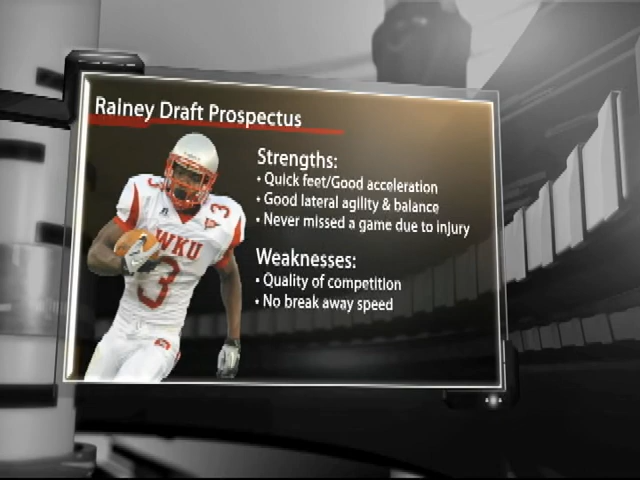 Rainey Draft Prospectus
Strengths:
• Quick feet/Good acceleration
• Good lateral agility & balance
• Never missed a game due to injury
Weaknesses:
• Quality of competition
• No break away speed
3
3
WKU
3